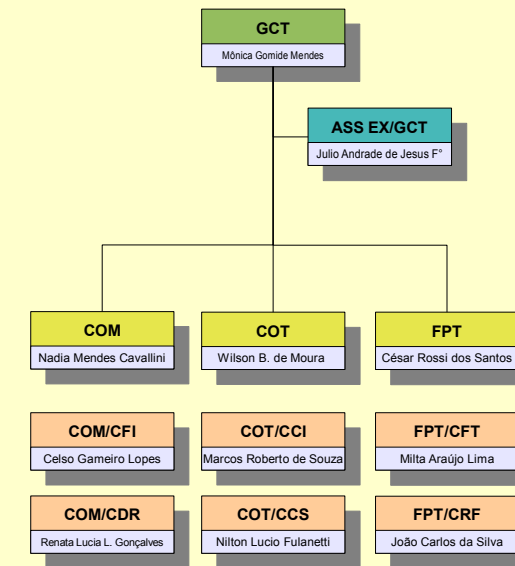 GCT
Mônica Gomide Mendes
ASS EX/GCT
Julio Andrade de Jesus F°
COM
Nadia Mendes Cavallini
COT
Wilson B. de Moura
FPT
César Rossi dos Santos
COM/CFI
Celso Gameiro Lopes
COT/CCI
Marcos Roberto de Souza
FPT/CFT
Milta Araújo Lima
COM/CDR
Renata Lucia L. Gonçalves
COT/CCS
Nilton Lucio Fulanetti
FPT/CRF
João Carlos da Silva